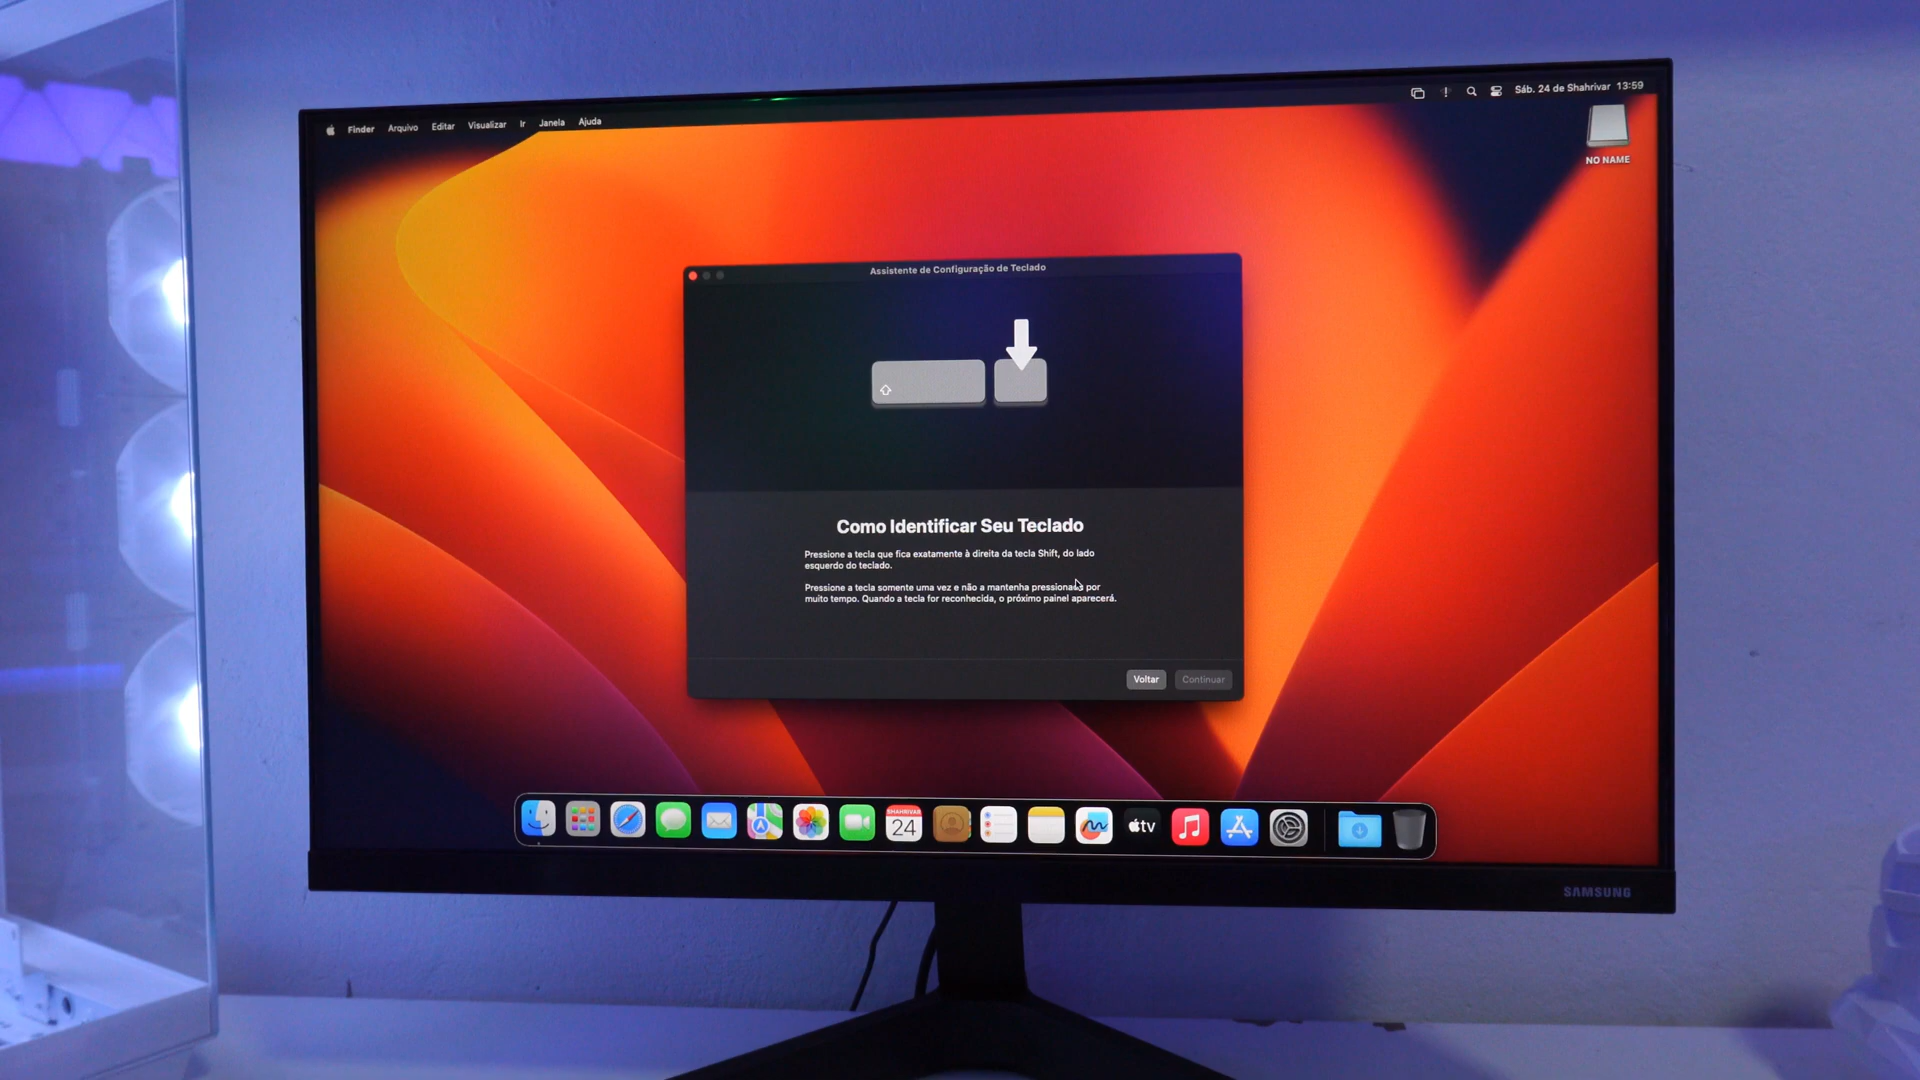 Finder Arquivo Editar Visualizar Ir Janela Ajuda
Sáb. 24 de Shahrivar 13:59
NO NAME
Assistente de Configuração de Teclado
Como Identificar Seu Teclado
Pressione a tecla que fica exatamente à direita da tecla Shift, do lado
esquerdo do teclado.
Pressione a tecla somente uma vez e não a mantenha pressionada por
muito tempo. Quando a tecla for reconhecida, o próximo painel aparecerá.
Voltar Continuar
SHAHRIVAR
24
tv
SAMSUNG